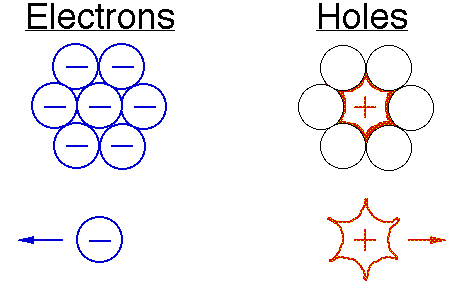 Electrons Holes
− − + 
− − −
− −
− +